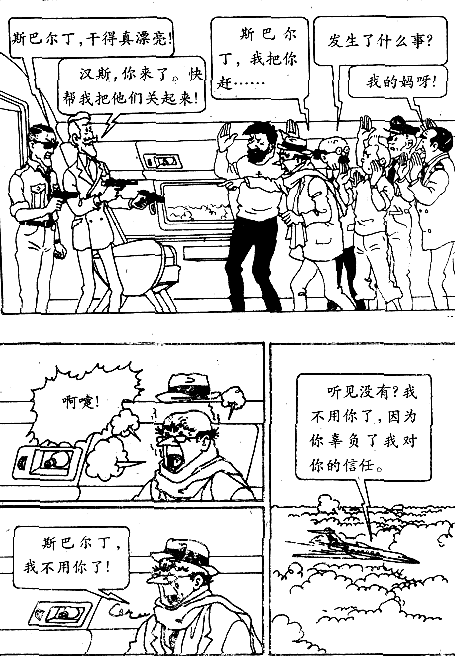 斯巴尔丁,干得真漂亮!
汉斯,你来了。快
帮我把他们关起来!
斯巴尔
丁,我把你
赶……
发生了什么事?
我的妈呀!
啊嚏!
斯巴尔丁,
我不用你了!
听见没有?我
不用你了,因为
你辜负了我对
你的信任。